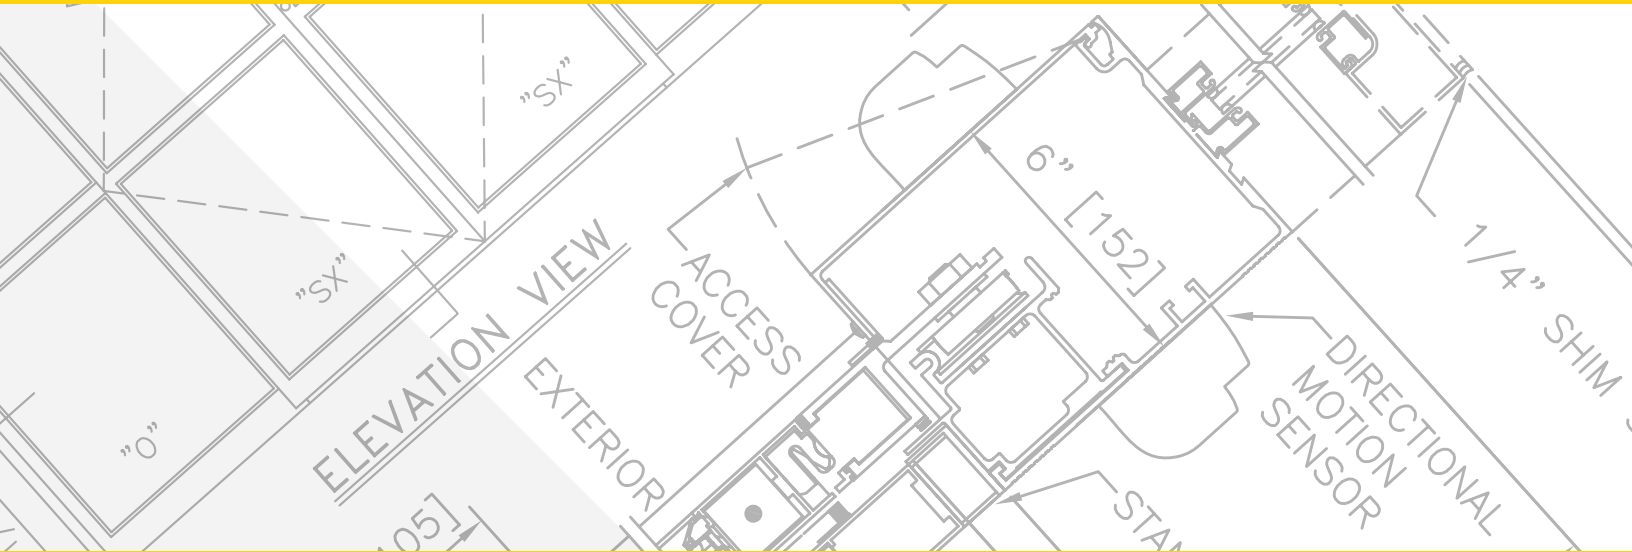 "SX"
"SX"
"O"
ELEVATION VIEW
EXTERIOR
ACCESS
COVER
6" [152]
1/4" SHIM
DIRECTIONAL
MOTION
SENSOR